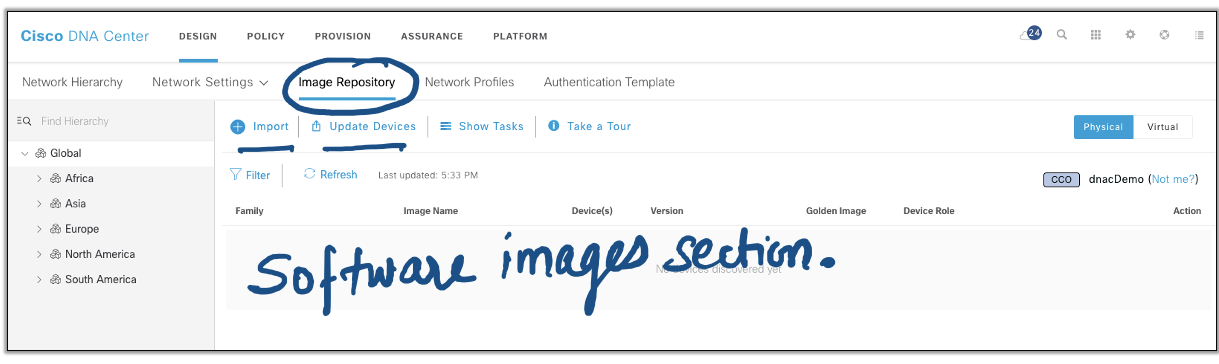 Cisco DNA Center DESIGN POLICY PROVISION ASSURANCE PLATFORM 24
Network Hierarchy Network Settings Image Repository Network Profiles Authentication Template
Find Hierarchy
Global
Africa
Asia
Europe
North America
South America
Import Update Devices Show Tasks Take a Tour Physical Virtual
Filter Refresh Last updated: 5:33 PM CCO dnacDemo (Not me?)
Family Image Name Device(s) Version Golden Image Device Role Action
No devices discovered yet
Software images section.